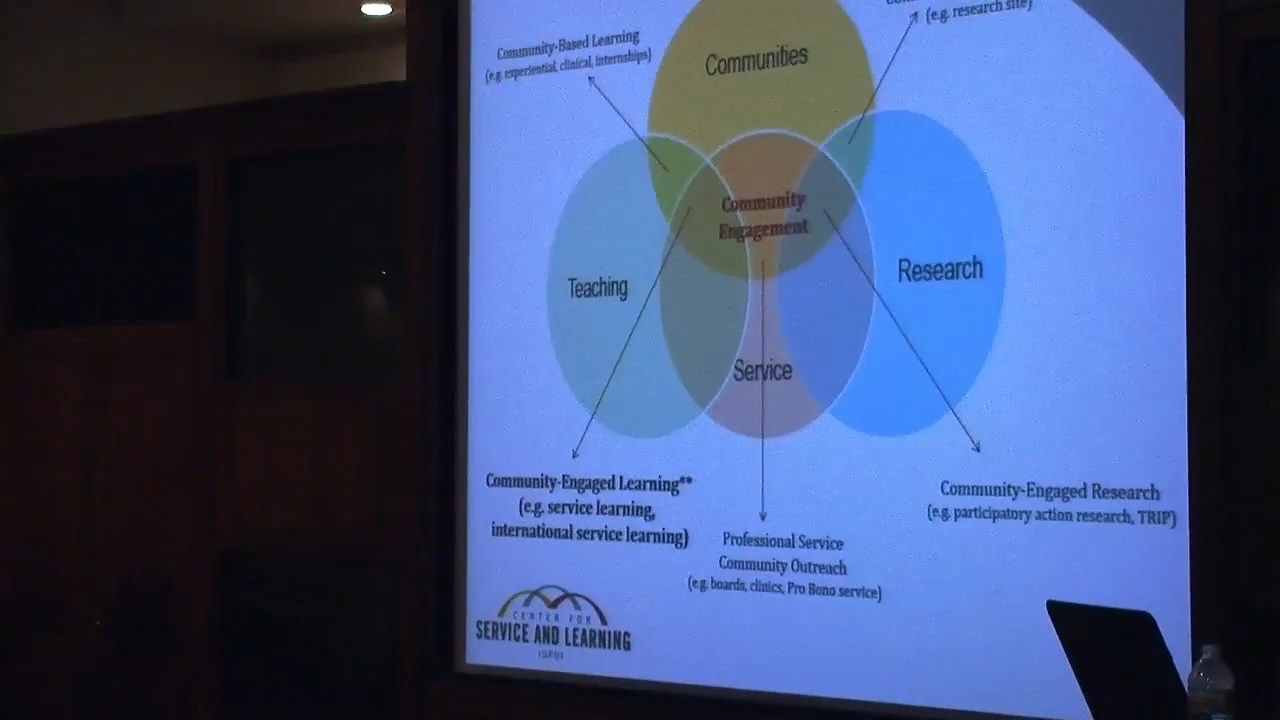 (e.g. research site)
Community-Based Learning
(e.g. experiential, clinical, internships)
Communities
Community
Engagement
Teaching
Research
Service
Community-Engaged Learning**
(e.g. service learning,
international service learning)
Professional Service
Community Outreach
(e.g. boards, clinics, Pro Bono service)
Community-Engaged Research
(e.g. participatory action research, TRIP)
CENTER FOR
SERVICE AND LEARNING
IUPUI